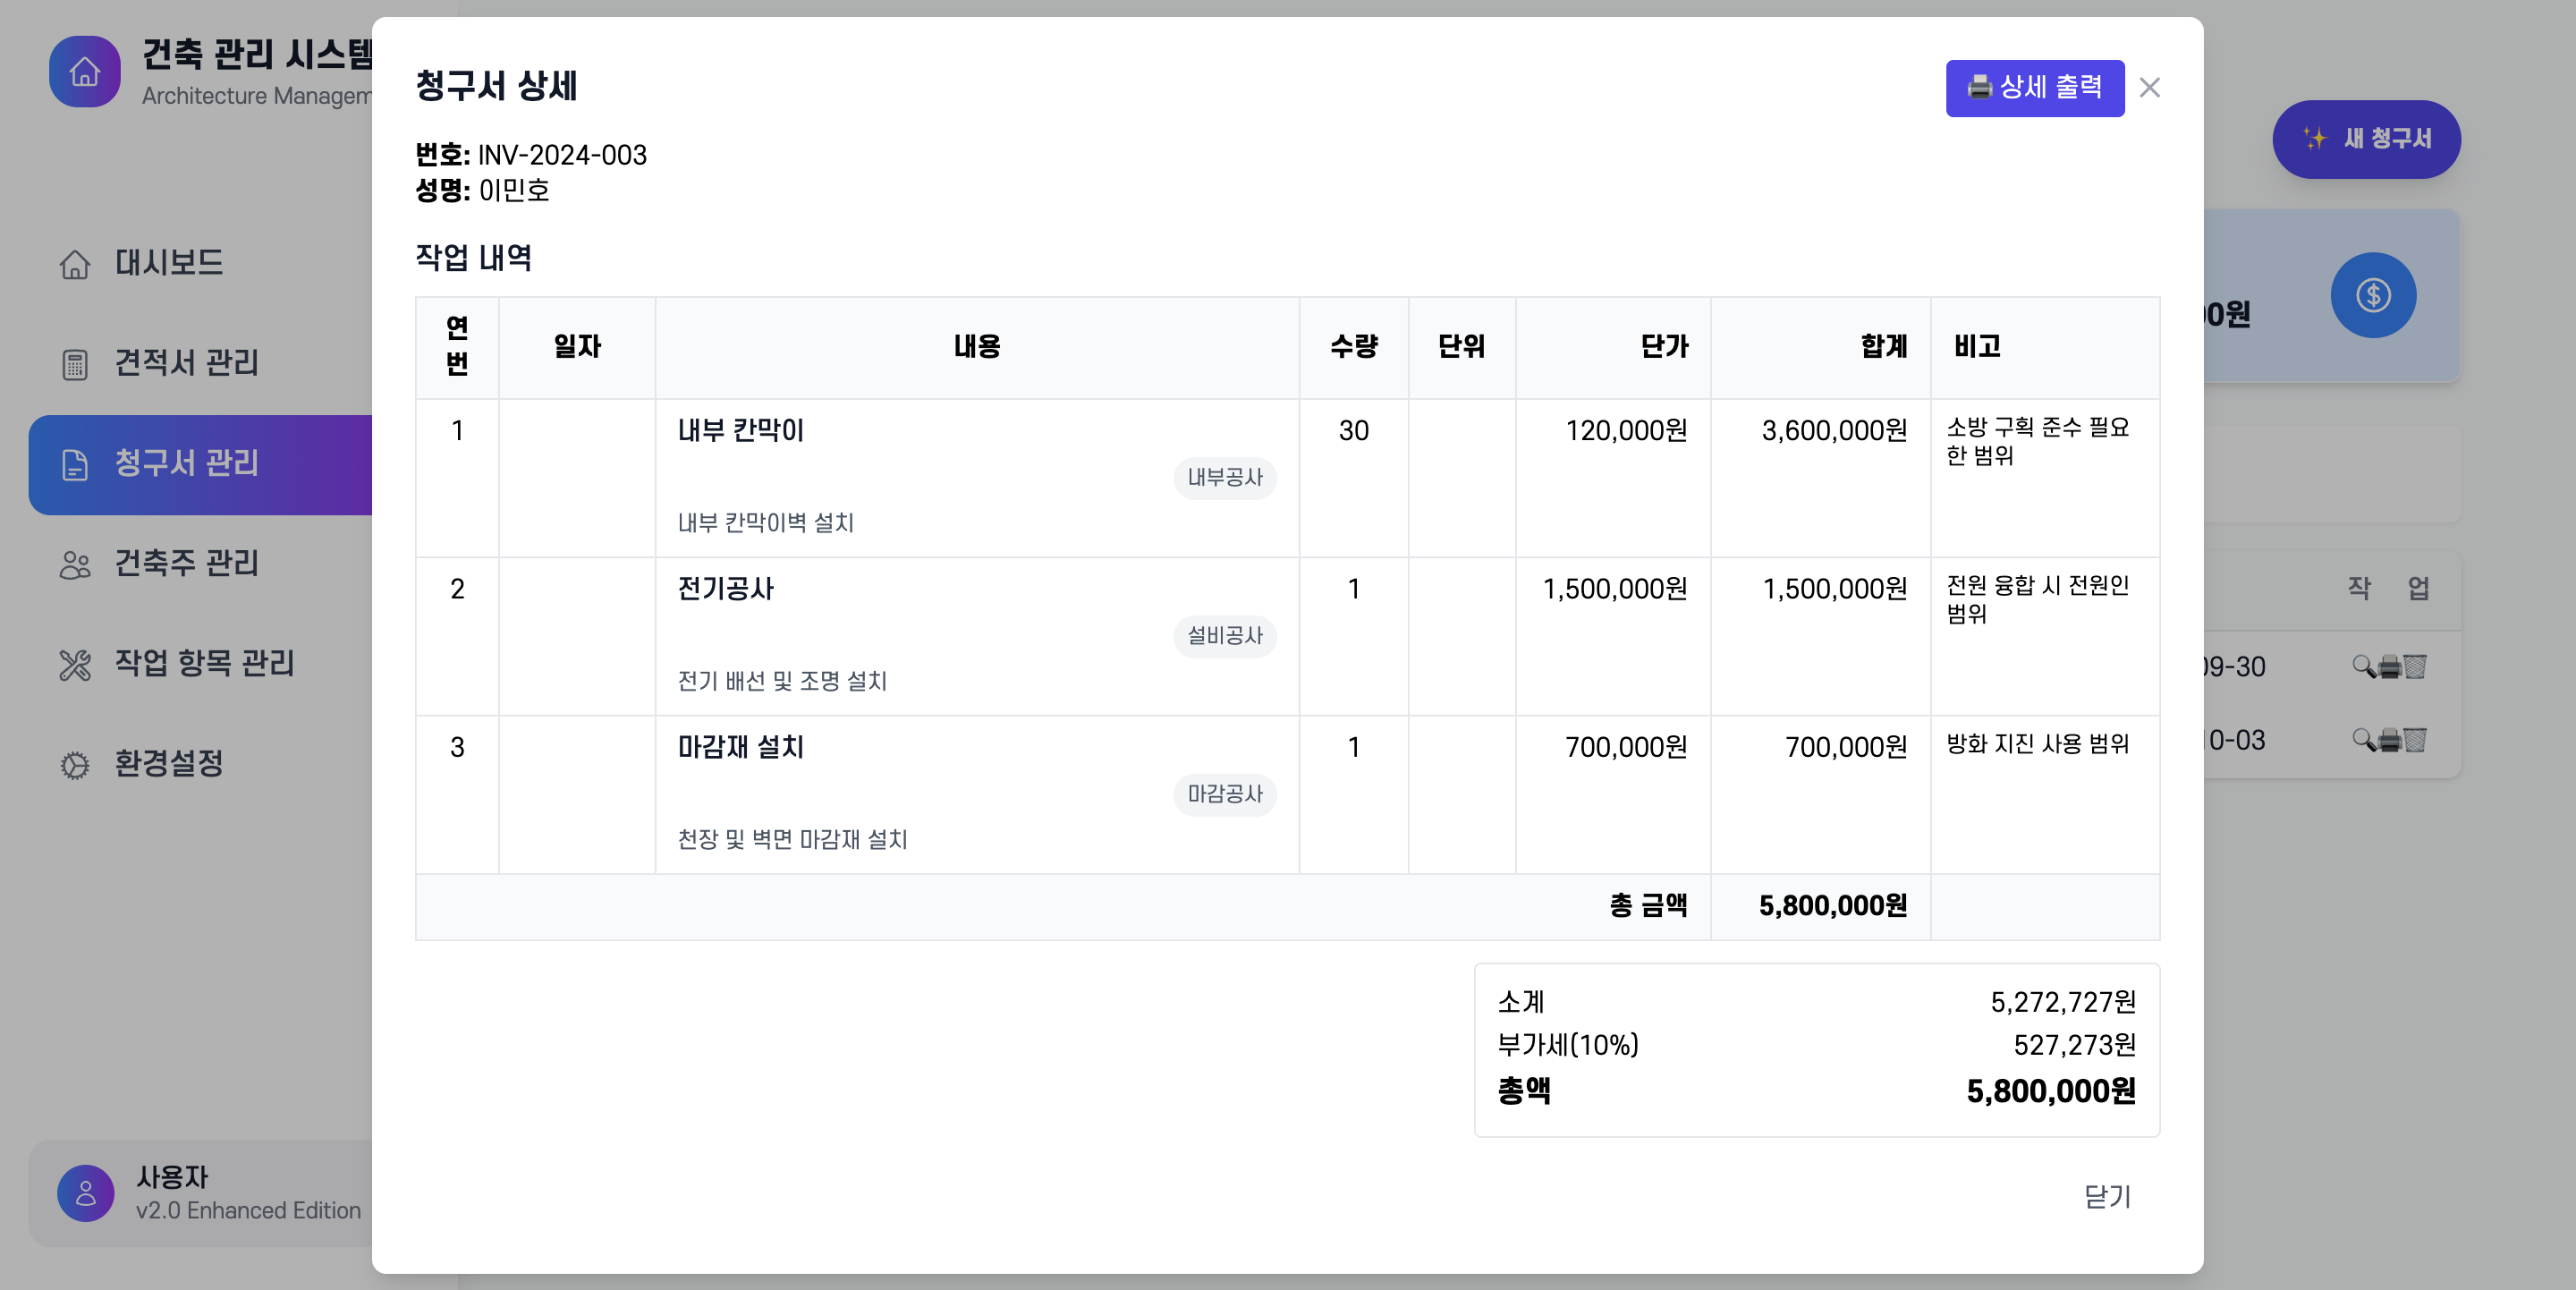 건축 관리 시스템
Architecture Managem
대시보드
견적서 관리
청구서 관리
건축주 관리
작업 항목 관리
환경설정
사용자
v2.0 Enhanced Edition
청구서 상세
상세 출력
번호: INV-2024-003
성명: 이민호
작업 내역
연번 일자 내용 수량 단위 단가 합계 비고
1 내부 칸막이 30 120,000원 3,600,000원 소방 구획 준수 필요
한 범위
내부공사
내부 칸막이벽 설치
2 전기공사 1 1,500,000원 1,500,000원 전원 융합 시 전원인
범위
설비공사
전기 배선 및 조명 설치
3 마감재 설치 1 700,000원 700,000원 방화 지진 사용 범위
마감공사
천장 및 벽면 마감재 설치
총 금액 5,800,000원
소계 5,272,727원
부가세(10%) 527,273원
총액 5,800,000원
닫기
새 청구서
0원
작 업
09-30
10-03